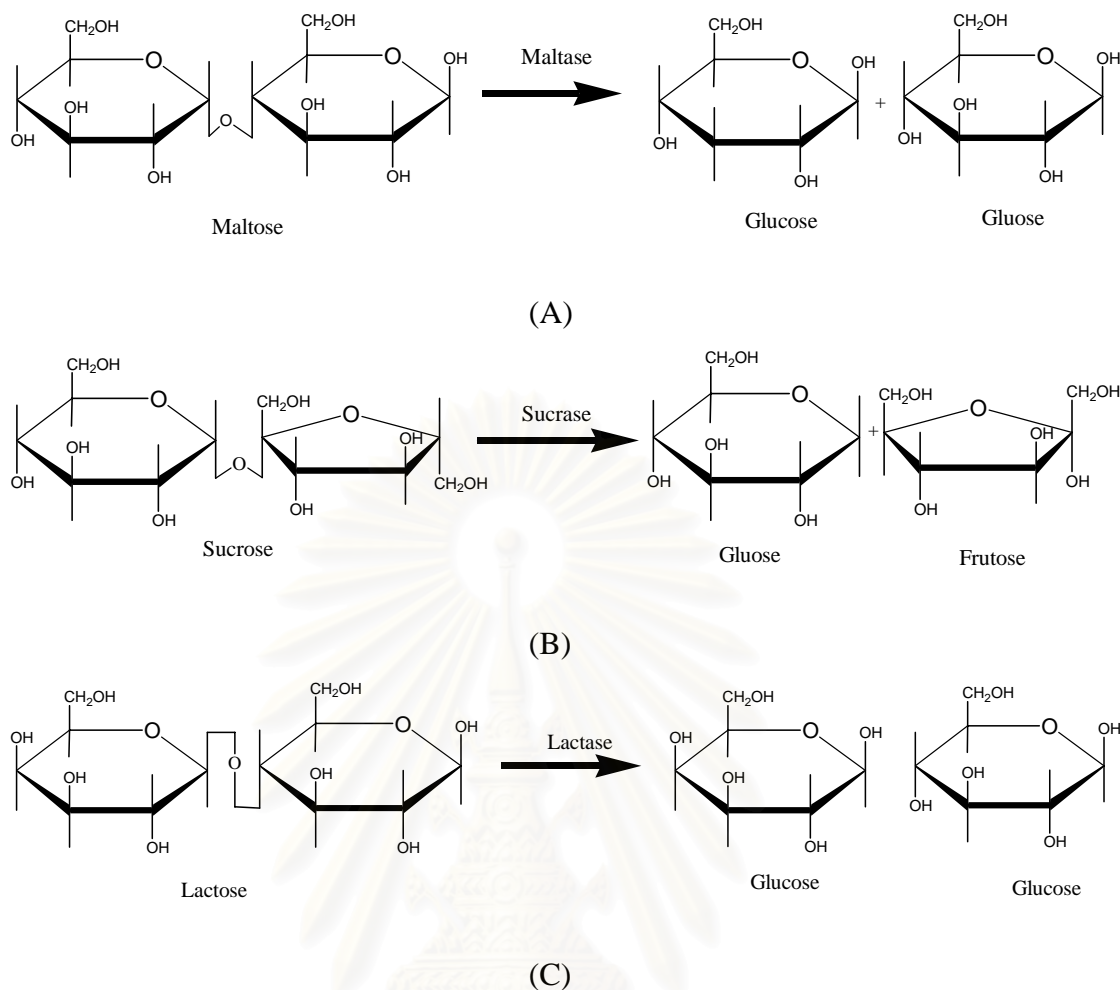 CH₂OH CH₂OH CH₂OH CH₂OH
O O OH Maltase O OH O OH
OH O OH + OH
OH OH OH
OH OH OH OH
Maltose Glucose Gluose
(A)
CH₂OH CH₂OH
O CH₂OH O Sucrase O CH₂OH O CH₂OH
OH OH OH + OH
OH O CH₂OH OH OH
OH OH OH OH
Sucrose Gluose Frutose
(B)
CH₂OH CH₂OH CH₂OH CH₂OH
OH O O OH Lactase OH O OH O OH
OH O OH OH OH
OH
OH OH OH OH
Lactose Glucose Glucose
(C)